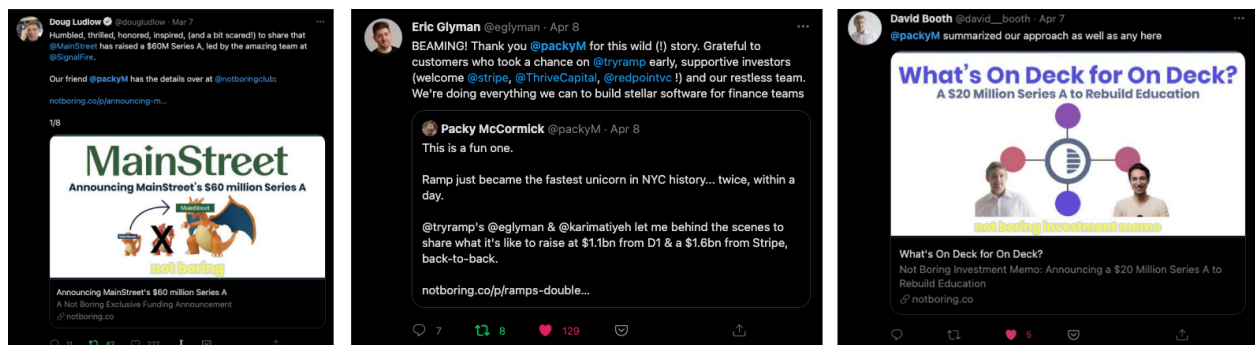 Doug Ludlow @dougludlow · Mar 7
Humbled, thrilled, honored, inspired, (and a bit scared!) to share that
@MainStreet has raised a $60M Series A, led by the amazing team at
@SignalFire.
Our friend @packyM has the details over at @notboringclub:
notboring.co/p/announcing-m...
1/8
MainStreet
Announcing MainStreet's $60 million Series A
MainStreet
X
not boring
Announcing MainStreet's $60 million Series A
A Not Boring Exclusive Funding Announcement
notboring.co
11 42 227
Eric Glyman @eglyman · Apr 8
BEAMING! Thank you @packyM for this wild (!) story. Grateful to
customers who took a chance on @tryramp early, supportive investors
(welcome @stripe, @ThriveCapital, @redpointvc !) and our restless team.
We're doing everything we can to build stellar software for finance teams
Packy McCormick @packyM · Apr 8
This is a fun one.
Ramp just became the fastest unicorn in NYC history... twice, within a
day.
@tryramp's @eglyman & @karimatiyeh let me behind the scenes to
share what it's like to raise at $1.1bn from D1 & a $1.6bn from Stripe,
back-to-back.
notboring.co/p/ramps-double...
7 8 129
David Booth @david__booth · Apr 7
@packyM summarized our approach as well as any here
What's On Deck for On Deck?
A $20 Million Series A to Rebuild Education
not boring investment memo
What's On Deck for On Deck?
Not Boring Investment Memo: Announcing a $20 Million Series A to
Rebuild Education
notboring.co
5